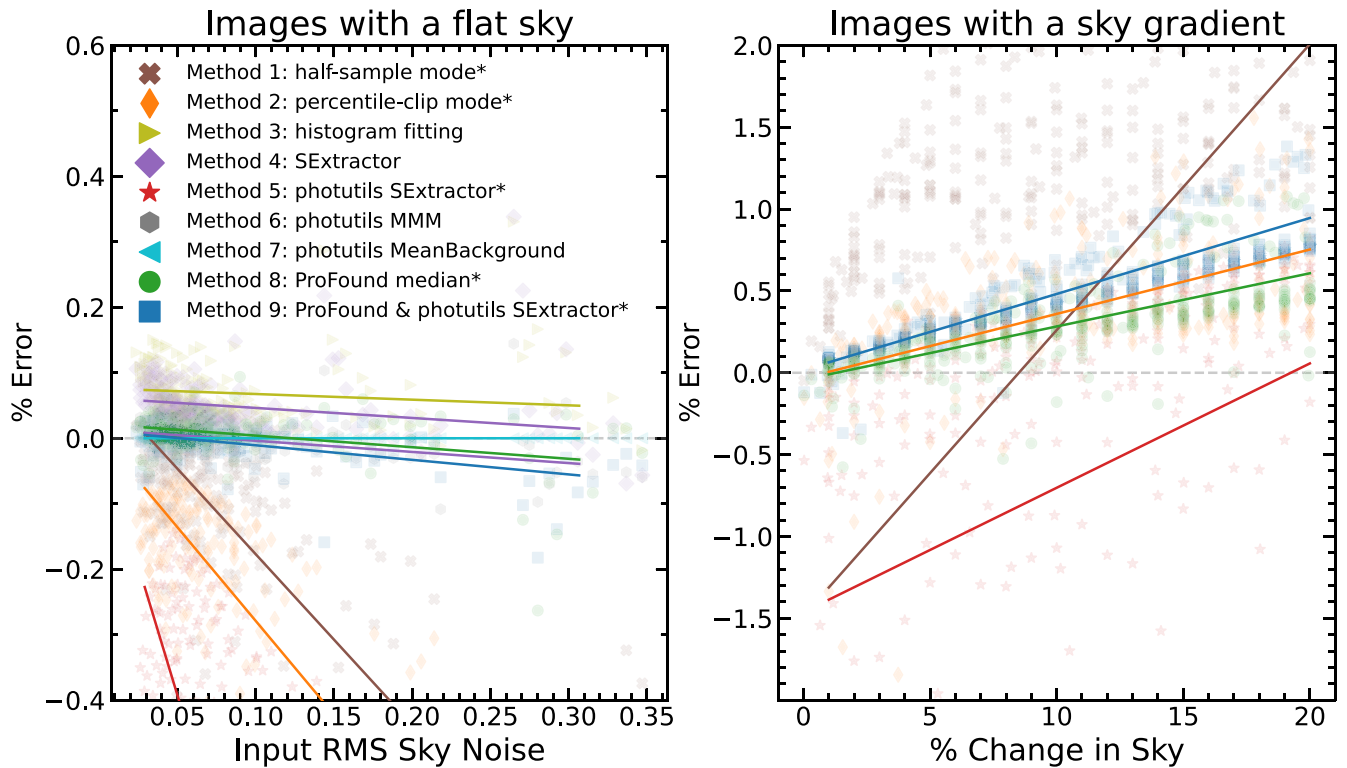 Images with a flat sky
0.6
0.4
0.2
0.0
−0.2
−0.4
% Error
Method 1: half-sample mode*
Method 2: percentile-clip mode*
Method 3: histogram fitting
Method 4: SExtractor
Method 5: photutils SExtractor*
Method 6: photutils MMM
Method 7: photutils MeanBackground
Method 8: ProFound median*
Method 9: ProFound & photutils SExtractor*
0.05 0.10 0.15 0.20 0.25 0.30 0.35
Input RMS Sky Noise
Images with a sky gradient
2.0
1.5
1.0
0.5
0.0
−0.5
−1.0
−1.5
% Error
0 5 10 15 20
% Change in Sky